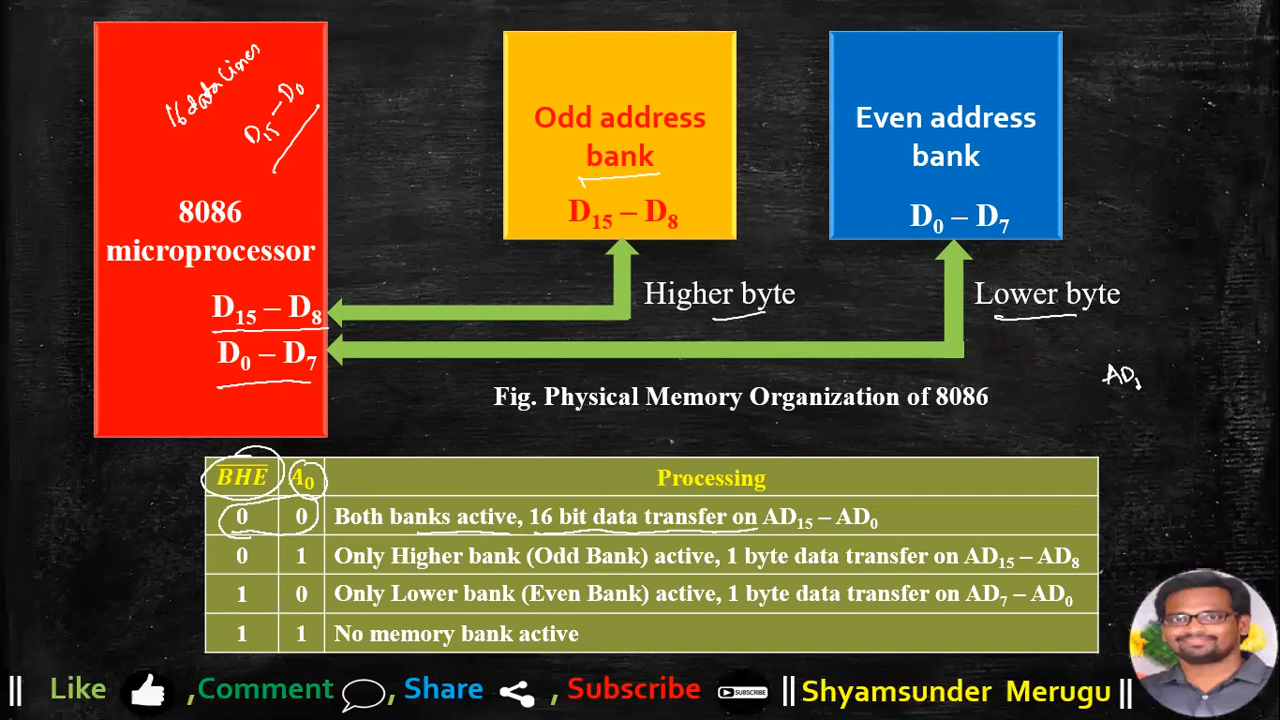 16 data lines
D15 – D0
8086
microprocessor
D15 – D8
D0 – D7
Odd address
bank
D15 – D8
Even address
bank
D0 – D7
Higher byte
Lower byte
AD
Fig. Physical Memory Organization of 8086
B̅H̅E̅ A0 Processing
0 0 Both banks active, 16 bit data transfer on AD15 – AD0
0 1 Only Higher bank (Odd Bank) active, 1 byte data transfer on AD15 – AD8
1 0 Only Lower bank (Even Bank) active, 1 byte data transfer on AD7 – AD0
1 1 No memory bank active
|| Like , Comment , Share Subscribe SUBSCRIBE || Shyamsunder Merugu ||